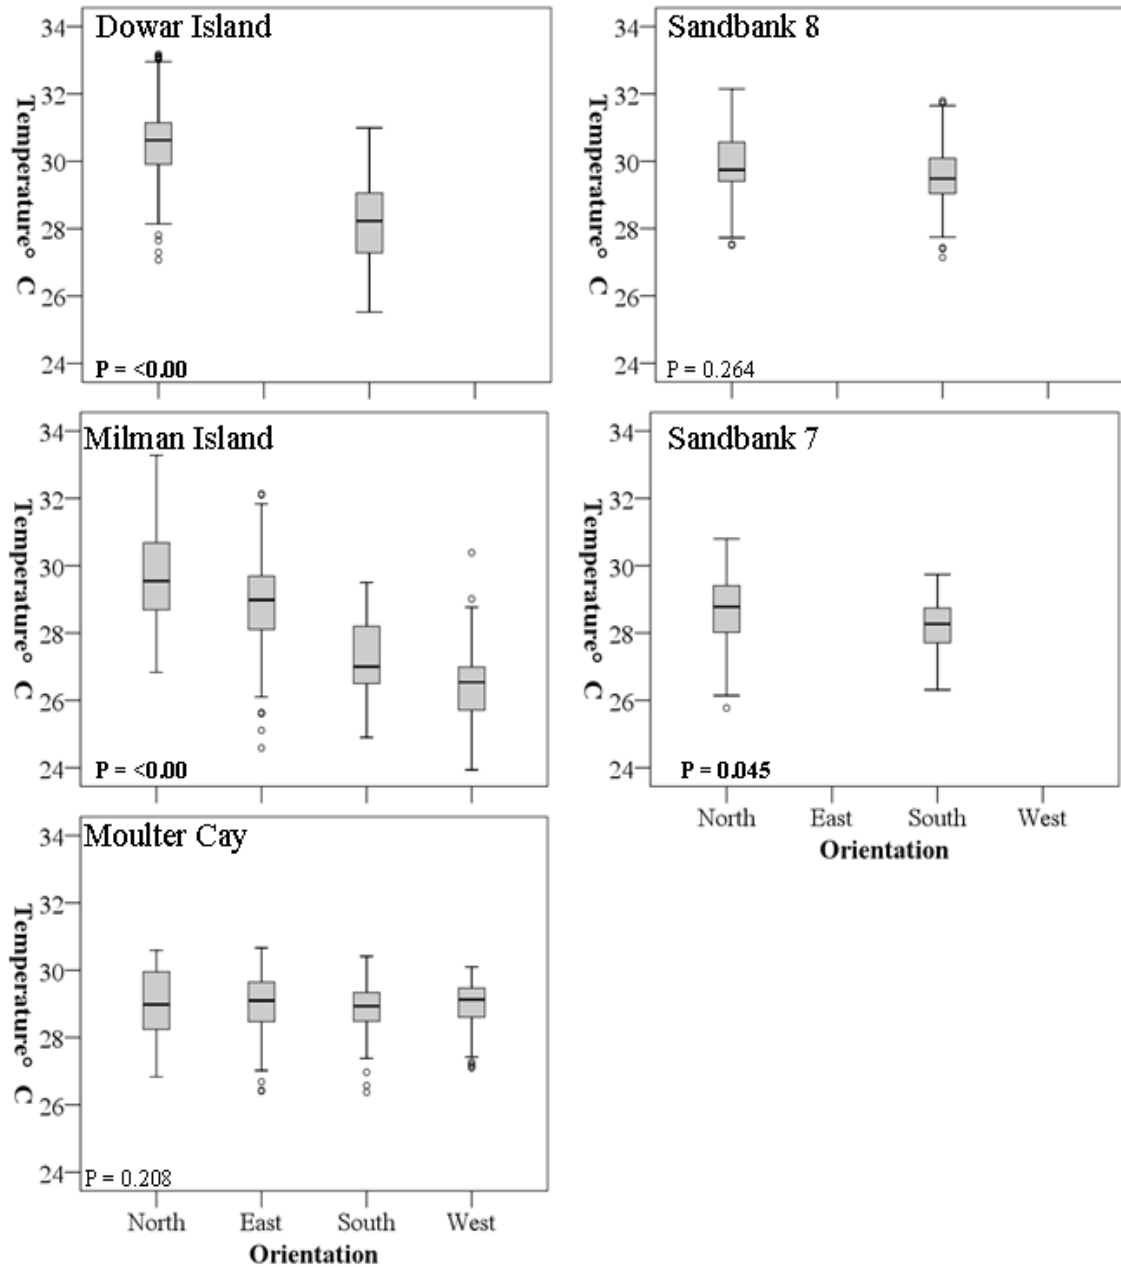 Dowar Island
34
32
30
28
26
24
Temperature° C
P = <0.00
Sandbank 8
34
32
30
28
26
24
Temperature° C
P = 0.264
Milman Island
34
32
30
28
26
24
Temperature° C
P = <0.00
Sandbank 7
34
32
30
28
26
24
Temperature° C
P = 0.045
North East South West
Orientation
Moulter Cay
34
32
30
28
26
24
Temperature° C
P = 0.208
North East South West
Orientation